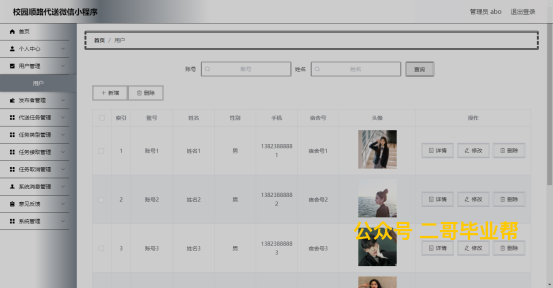 校园顺路代送微信小程序
管理员 abo 退出登录
首页
个人中心
用户管理
用户
发布者管理
代送任务管理
任务类型管理
任务接取管理
任务取消管理
系统消息管理
意见反馈
系统管理
首页 / 用户
账号 账号 姓名 姓名 查询
+ 新增 删除
索引 账号 姓名 性别 手机 宿舍号 头像 操作
1 账号1 姓名1 男 13823888881 宿舍号1 详情 修改 删除
2 账号2 姓名2 男 13823888882 宿舍号2 详情 修改 删除
公众号 二哥毕业帮
3 账号3 姓名3 男 13823888883 宿舍号3 详情 修改 删除